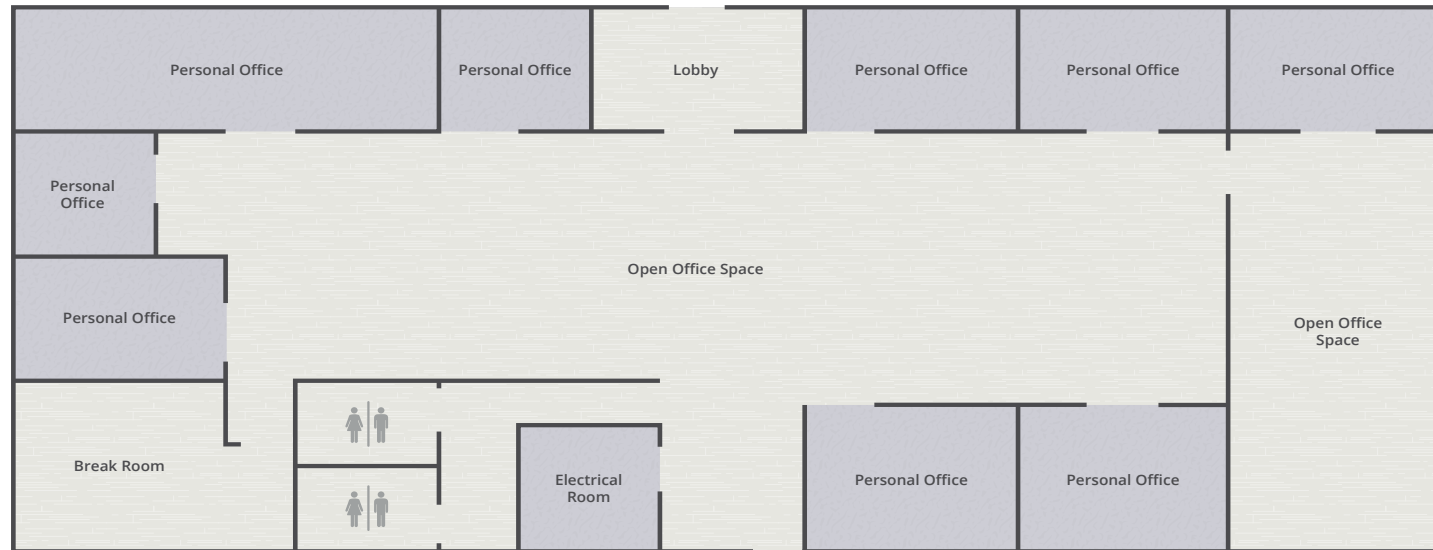 Personal Office
Personal Office
Lobby
Personal Office
Personal Office
Personal Office
Personal
Office
Open Office Space
Personal Office
Open Office
Space
Break Room
Electrical
Room
Personal Office
Personal Office